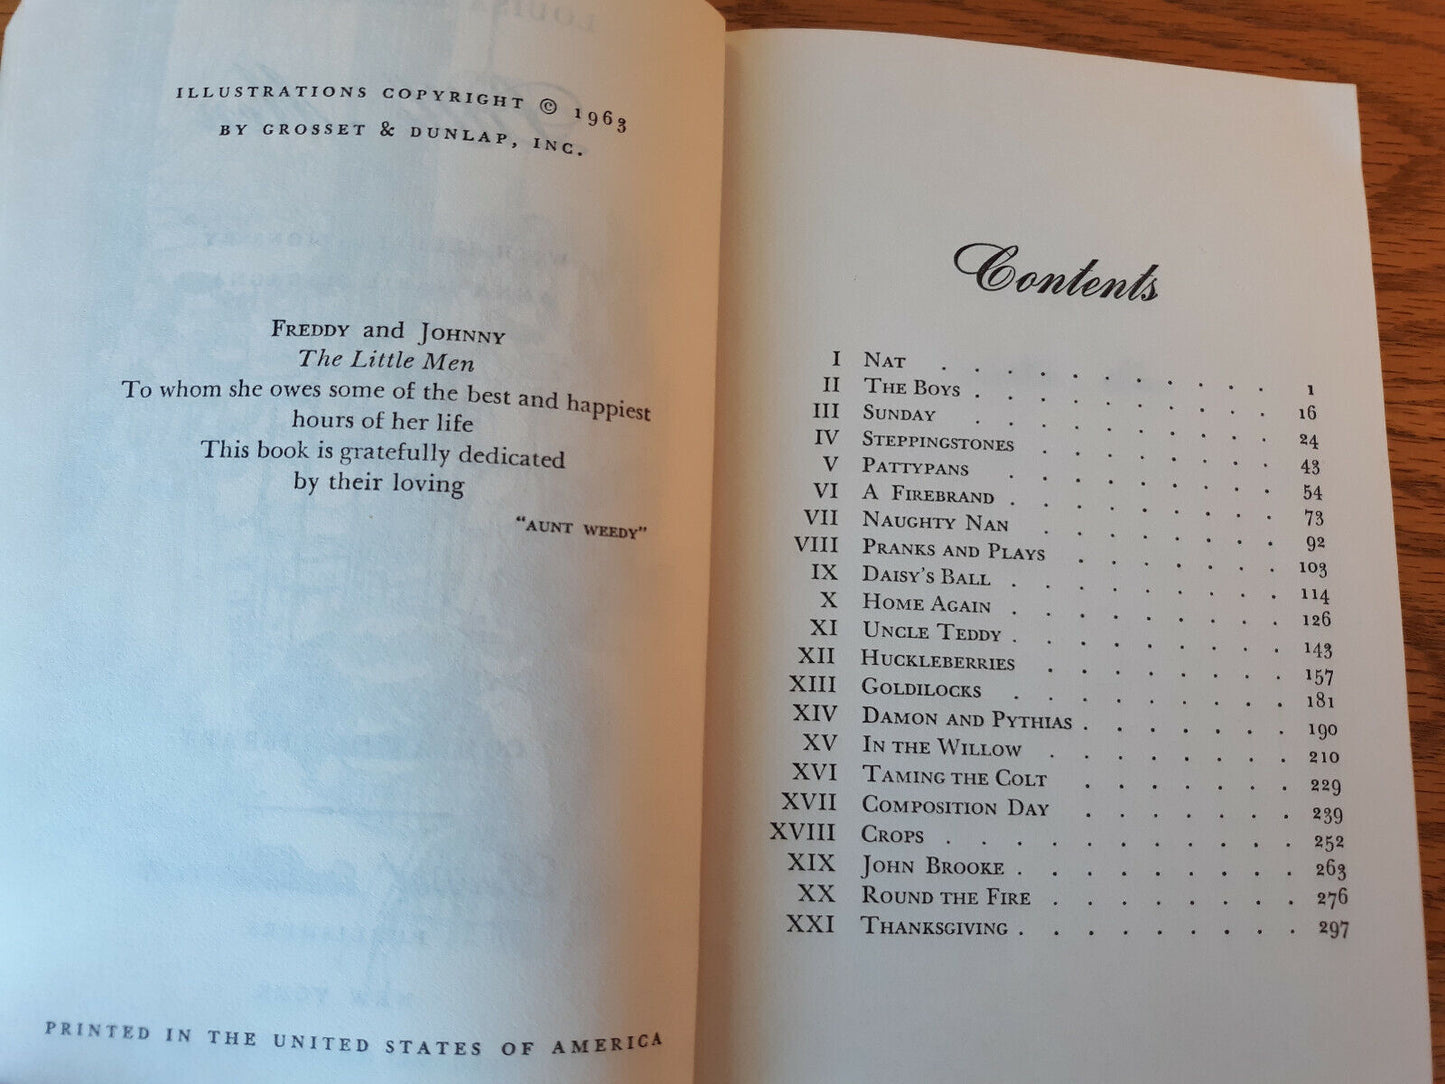 ILLUSTRATIONS COPYRIGHT © 1963
BY GROSSET & DUNLAP, INC.
FREDDY and JOHNNY
The Little Men
To whom she owes some of the best and happiest
hours of her life
This book is gratefully dedicated
by their loving
"AUNT WEEDY"
PRINTED IN THE UNITED STATES OF AMERICA
Contents
I NAT . . . . . . . . . . 1
II THE BOYS . . . . . . . . . 16
III SUNDAY . . . . . . . . . 24
IV STEPPINGSTONES . . . . . . . 43
V PATTYPANS . . . . . . . . 54
VI A FIREBRAND . . . . . . . . 73
VII NAUGHTY NAN . . . . . . . 92
VIII PRANKS AND PLAYS . . . . . . 103
IX DAISY'S BALL . . . . . . . . 114
X HOME AGAIN . . . . . . . . 126
XI UNCLE TEDDY . . . . . . . . 143
XII HUCKLEBERRIES . . . . . . . 157
XIII GOLDILOCKS . . . . . . . . 181
XIV DAMON AND PYTHIAS . . . . . . 190
XV IN THE WILLOW . . . . . . . 210
XVI TAMING THE COLT . . . . . . 229
XVII COMPOSITION DAY . . . . . . 239
XVIII CROPS . . . . . . . . . . 252
XIX JOHN BROOKE . . . . . . . . 263
XX ROUND THE FIRE . . . . . . . 276
XXI THANKSGIVING . . . . . . . . 297